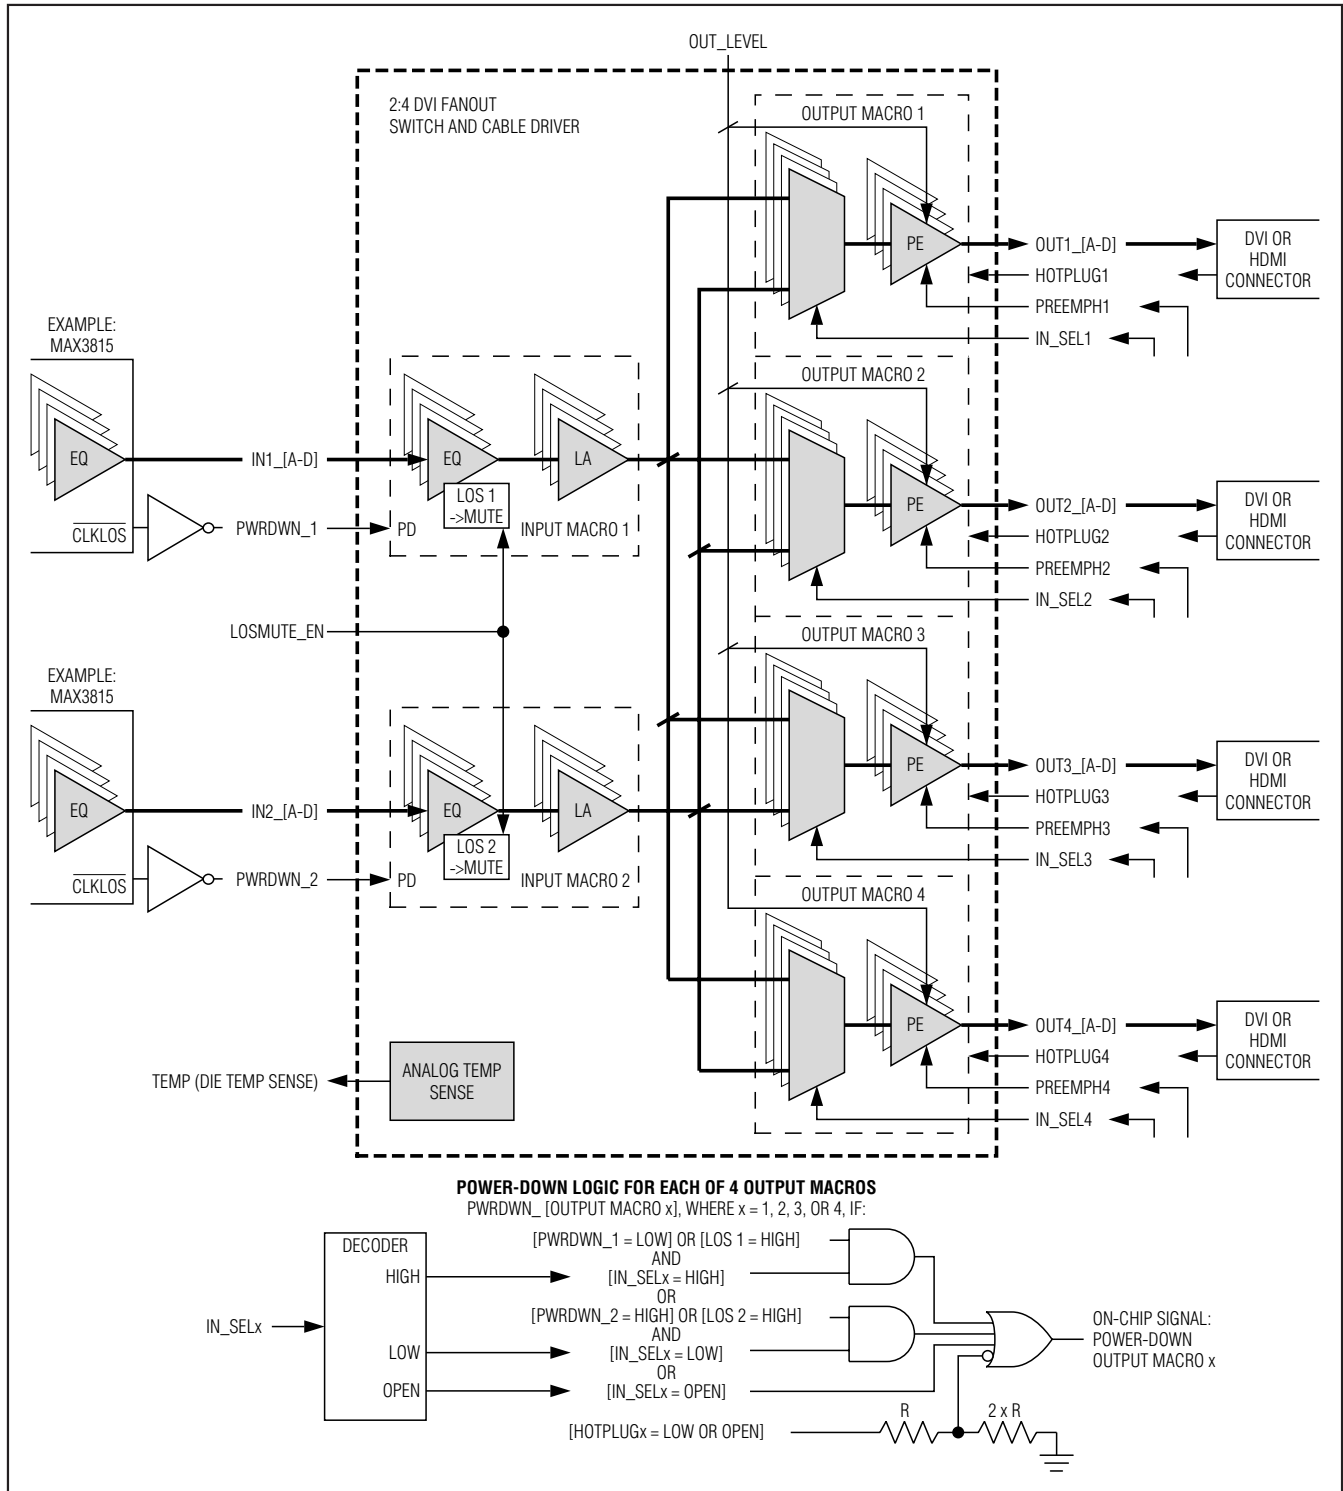 OUT_LEVEL
2:4 DVI FANOUT
SWITCH AND CABLE DRIVER
OUTPUT MACRO 1
PE
OUT1_[A-D]
HOTPLUG1
PREEMPH1
IN_SEL1
DVI OR
HDMI
CONNECTOR
EXAMPLE:
MAX3815
EQ
CLKLOS
IN1_[A-D]
PWRDWN_1
PD
EQ
LOS 1
->MUTE
LA
INPUT MACRO 1
OUTPUT MACRO 2
PE
OUT2_[A-D]
HOTPLUG2
PREEMPH2
IN_SEL2
DVI OR
HDMI
CONNECTOR
LOSMUTE_EN
OUTPUT MACRO 3
PE
OUT3_[A-D]
HOTPLUG3
PREEMPH3
IN_SEL3
DVI OR
HDMI
CONNECTOR
EXAMPLE:
MAX3815
EQ
CLKLOS
IN2_[A-D]
PWRDWN_2
PD
EQ
LOS 2
->MUTE
LA
INPUT MACRO 2
OUTPUT MACRO 4
PE
OUT4_[A-D]
HOTPLUG4
PREEMPH4
IN_SEL4
DVI OR
HDMI
CONNECTOR
TEMP (DIE TEMP SENSE)
ANALOG TEMP
SENSE
POWER-DOWN LOGIC FOR EACH OF 4 OUTPUT MACROS
PWRDWN_ [OUTPUT MACRO x], WHERE x = 1, 2, 3, OR 4, IF:
IN_SELx
DECODER
HIGH
LOW
OPEN
[PWRDWN_1 = LOW] OR [LOS 1 = HIGH]
AND
[IN_SELx = HIGH]
OR
[PWRDWN_2 = HIGH] OR [LOS 2 = HIGH]
AND
[IN_SELx = LOW]
OR
[IN_SELx = OPEN]
[HOTPLUGx = LOW OR OPEN]
R
2 x R
ON-CHIP SIGNAL:
POWER-DOWN
OUTPUT MACRO x